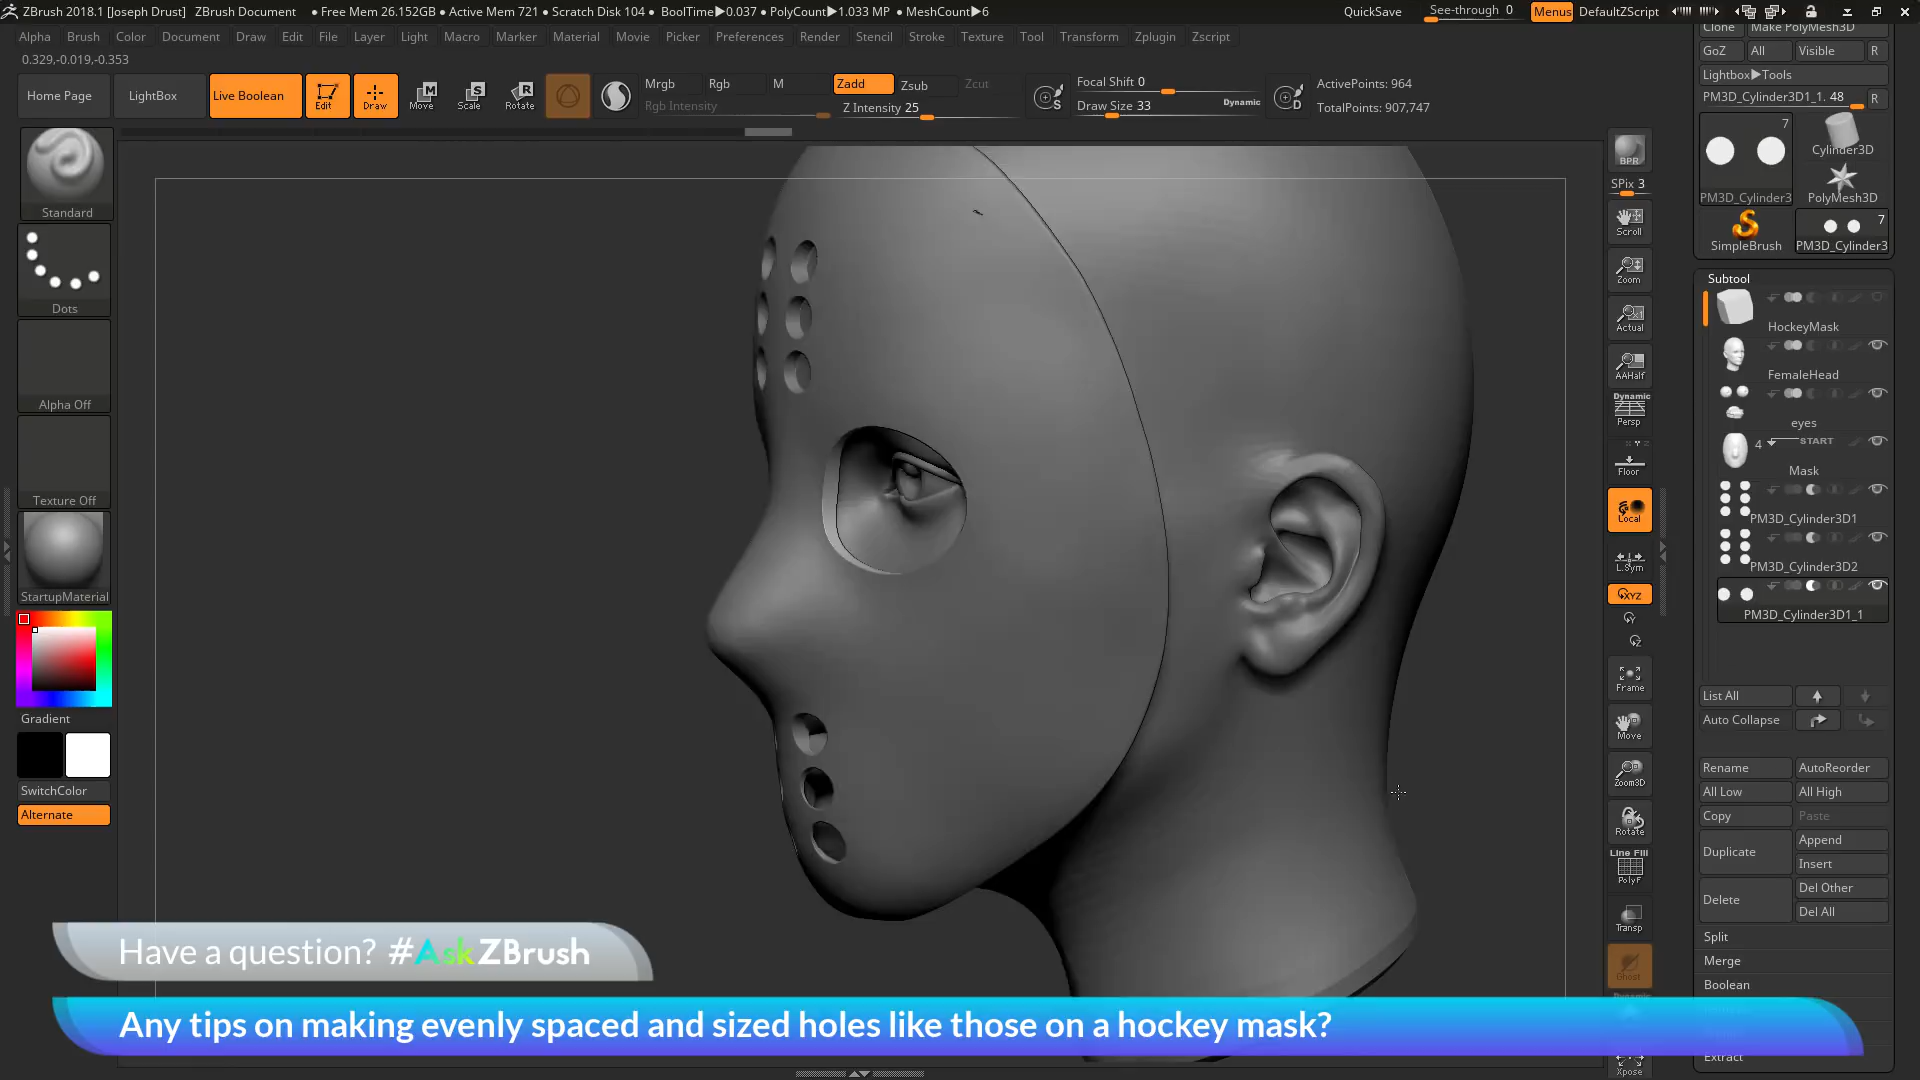 ZBrush 2018.1 [Joseph Drust] ZBrush Document • Free Mem 26.152GB • Active Mem 721 • Scratch Disk 104 • BoolTime▶0.037 • PolyCount▶1.033 MP • MeshCount▶6 QuickSave See-through 0 Menus DefaultZScript
Alpha Brush Color Document Draw Edit File Layer Light Macro Marker Material Movie Picker Preferences Render Stencil Stroke Texture Tool Transform Zplugin Zscript
0.329,-0.019,-0.353
Home Page LightBox Live Boolean Edit Draw Move Scale Rotate
Mrgb Rgb M Zadd Zsub Zcut
Rgb Intensity Z Intensity 25
S Focal Shift 0
Draw Size 33 Dynamic
D ActivePoints: 964
TotalPoints: 907,747
Standard
Dots
Alpha Off
Texture Off
StartupMaterial
Gradient
SwitchColor
Alternate
BPR
SPix 3
Scroll
Zoom
Actual
AAHalf
Dynamic
Persp
Floor
Local
L.Sym
XYZ
Y
Z
Frame
Move
Zoom3D
Rotate
Line Fill
PolyF
Transp
Ghost
Dynamic
Xpose
Clone Make PolyMesh3D
GoZ All Visible R
Lightbox▶Tools
PM3D_Cylinder3D1_1. 48 R
7
PM3D_Cylinder3
Cylinder3D
PolyMesh3D
SimpleBrush
7
PM3D_Cylinder3
Subtool
HockeyMask
FemaleHead
eyes
4 START
Mask
PM3D_Cylinder3D1
PM3D_Cylinder3D2
PM3D_Cylinder3D1_1
List All
Auto Collapse
Rename AutoReorder
All Low All High
Copy Paste
Duplicate Append
Insert
Delete Del Other
Del All
Split
Merge
Boolean
Extract
Have a question? #AskZBrush
Any tips on making evenly spaced and sized holes like those on a hockey mask?